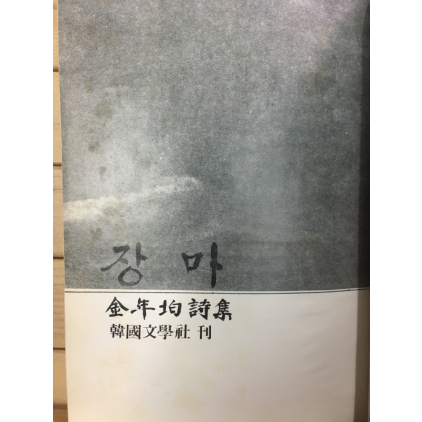 장 마
金年均詩集
韓國文學社 刊